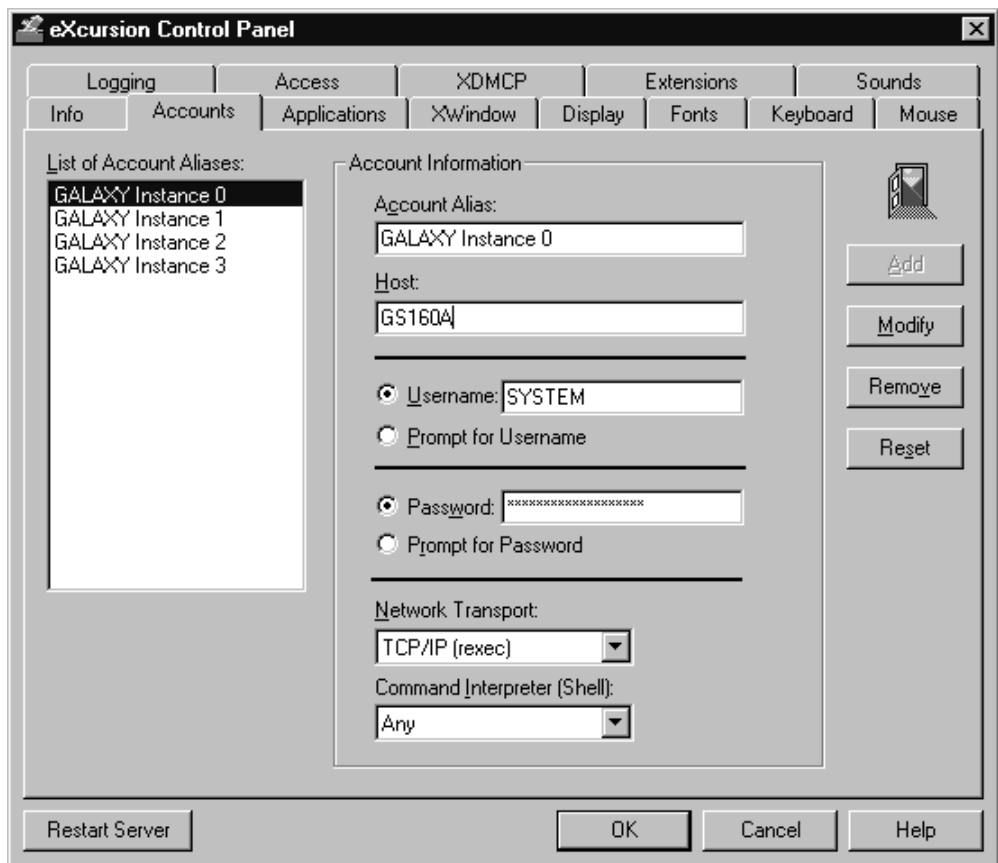 eXcursion Control Panel
Logging Access XDMCP Extensions Sounds
Info Accounts Applications XWindow Display Fonts Keyboard Mouse
List of Account Aliases:
GALAXY Instance 0
GALAXY Instance 1
GALAXY Instance 2
GALAXY Instance 3
Account Information
Account Alias:
GALAXY Instance 0
Host:
GS160A
Username: SYSTEM
Prompt for Username
Password: *******************
Prompt for Password
Network Transport:
TCP/IP (rexec)
Command Interpreter (Shell):
Any
Add
Modify
Remove
Reset
Restart Server OK Cancel Help